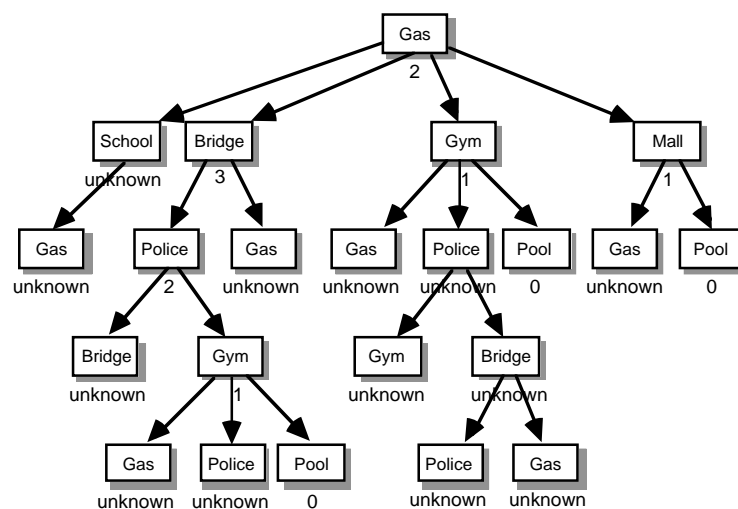 Gas
2
School Bridge Gym Mall
unknown 3 1 1
Gas Police Gas Gas Police Pool Gas Pool
unknown 2 unknown unknown unknown 0 unknown 0
Bridge Gym Gym Bridge
unknown 1 unknown unknown
Gas Police Pool Police Gas
unknown unknown 0 unknown unknown